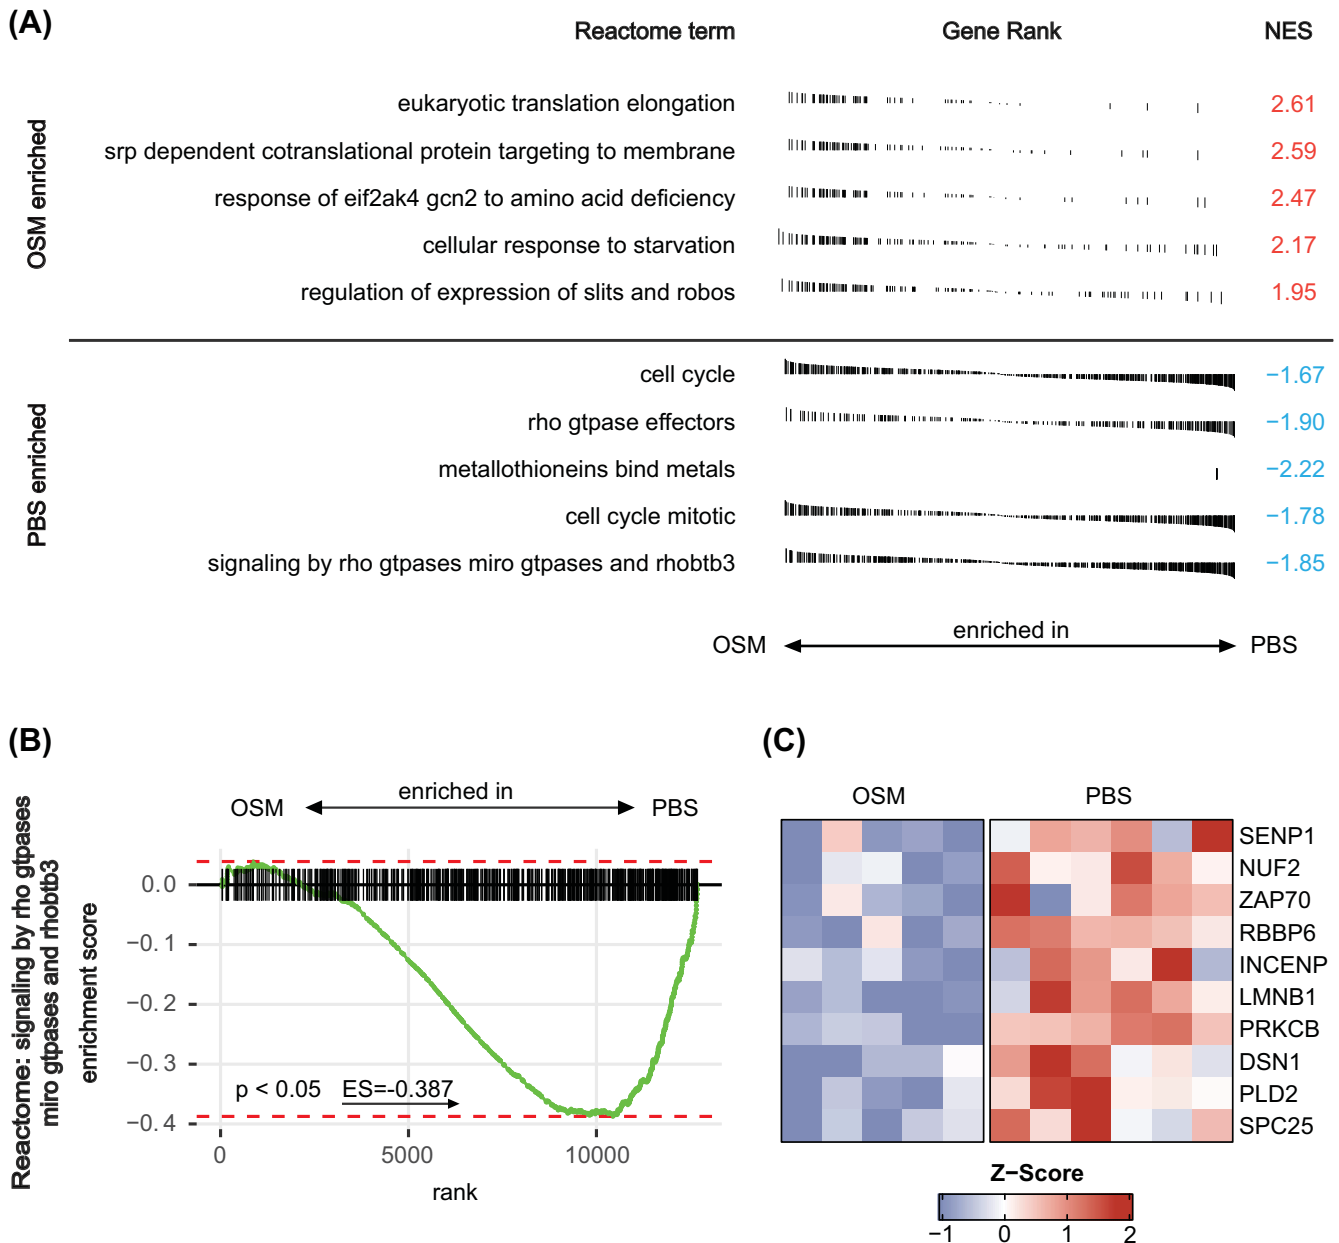 (A)
Reactome term Gene Rank NES
OSM enriched
eukaryotic translation elongation 2.61
srp dependent cotranslational protein targeting to membrane 2.59
response of eif2ak4 gcn2 to amino acid deficiency 2.47
cellular response to starvation 2.17
regulation of expression of slits and robos 1.95
PBS enriched
cell cycle −1.67
rho gtpase effectors −1.90
metallothioneins bind metals −2.22
cell cycle mitotic −1.78
signaling by rho gtpases miro gtpases and rhobtb3 −1.85
OSM enriched in PBS
(B)
Reactome: signaling by rho gtpases
miro gtpases and rhobtb3
enrichment score
OSM enriched in PBS
0.0
−0.1
−0.2
−0.3
−0.4
p < 0.05 ES=-0.387
0 5000 10000
rank
(C)
OSM PBS
SENP1
NUF2
ZAP70
RBBP6
INCENP
LMNB1
PRKCB
DSN1
PLD2
SPC25
Z−Score
−1 0 1 2